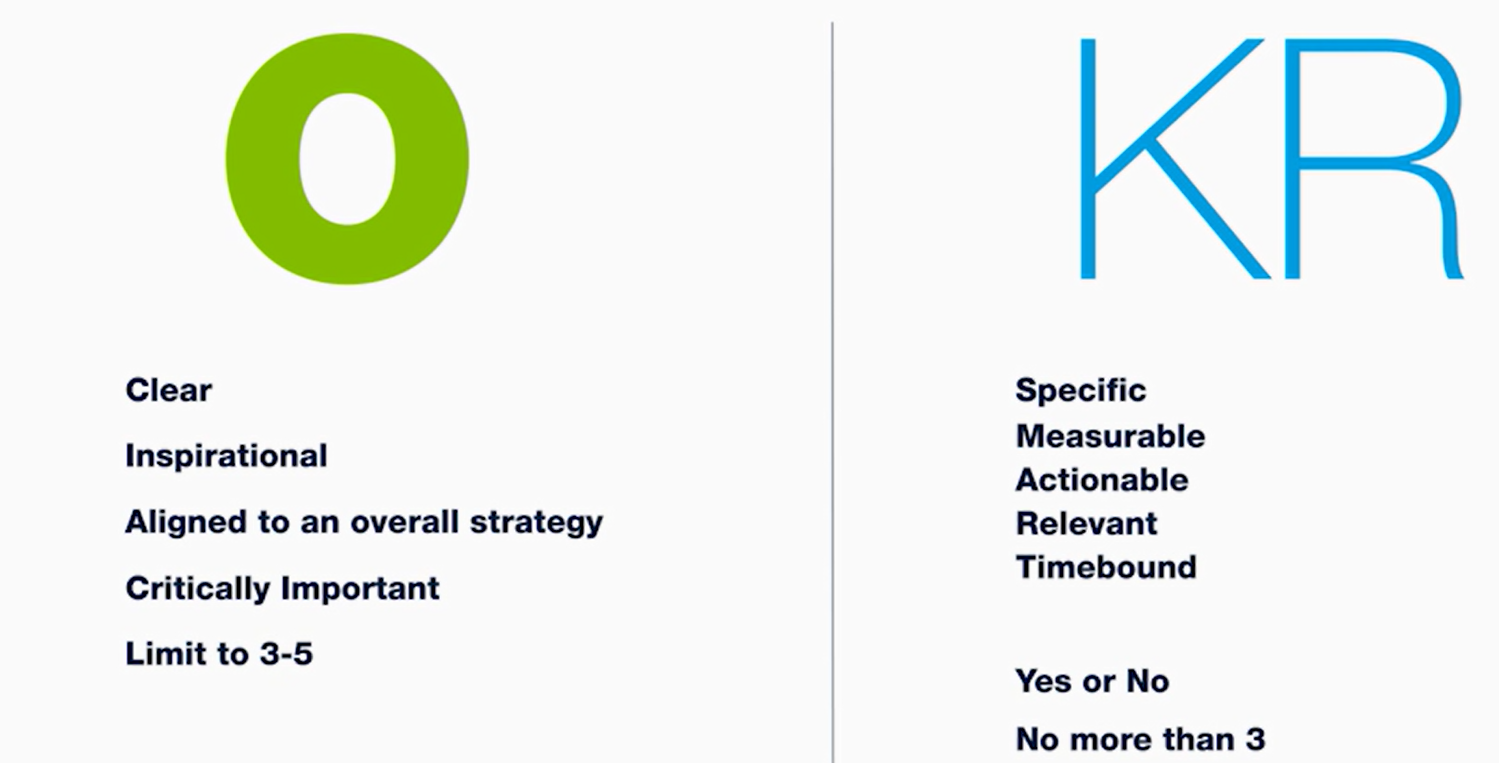 O
Clear
Inspirational
Aligned to an overall strategy
Critically Important
Limit to 3-5
KR
Specific
Measurable
Actionable
Relevant
Timebound
Yes or No
No more than 3